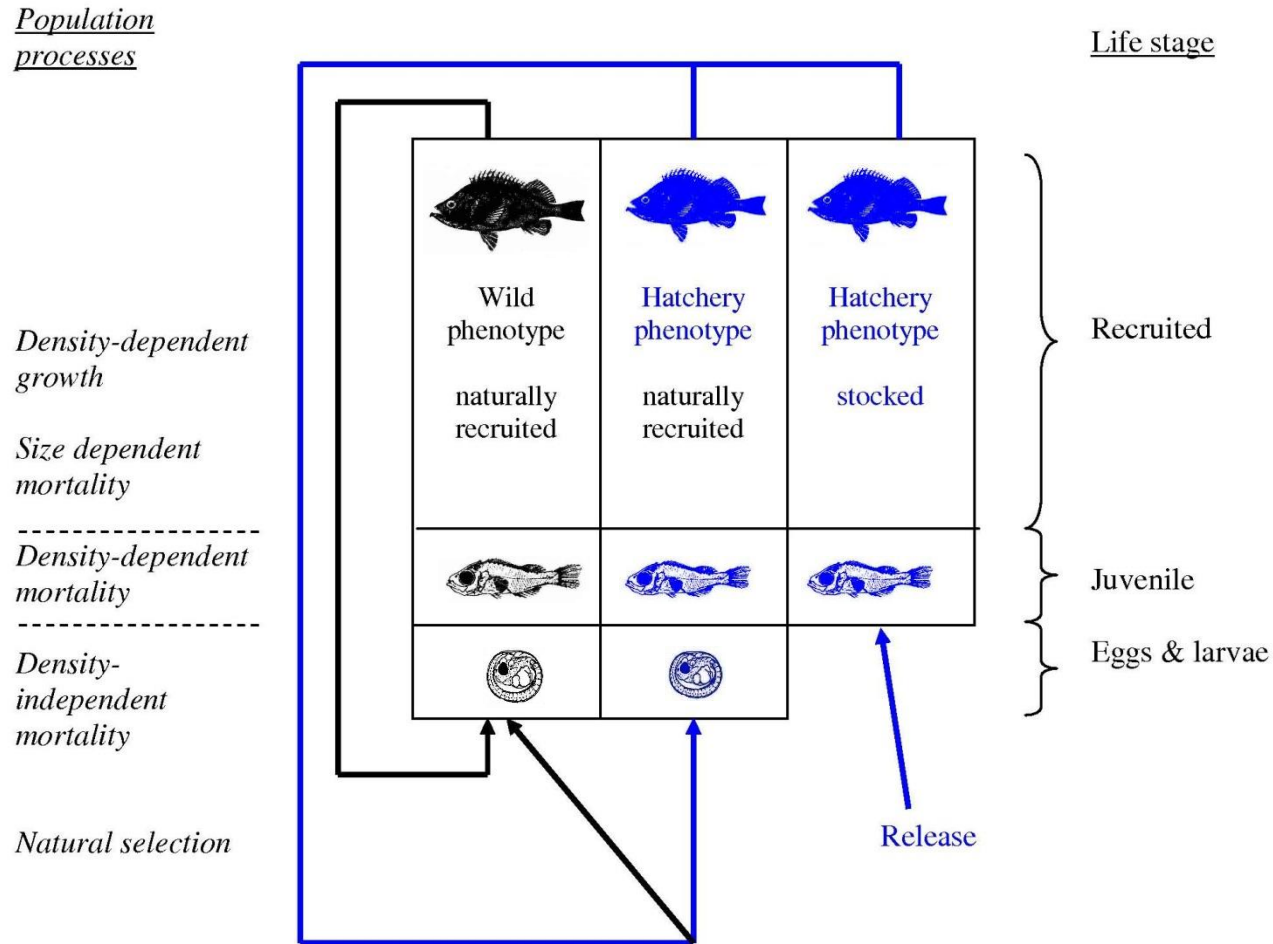 Population
processes
Life stage
Wild
phenotype
naturally
recruited
Hatchery
phenotype
naturally
recruited
Hatchery
phenotype
stocked
Density-dependent
growth
Size dependent
mortality
Recruited
Density-dependent
mortality
Juvenile
Density-
independent
mortality
Eggs & larvae
Natural selection
Release